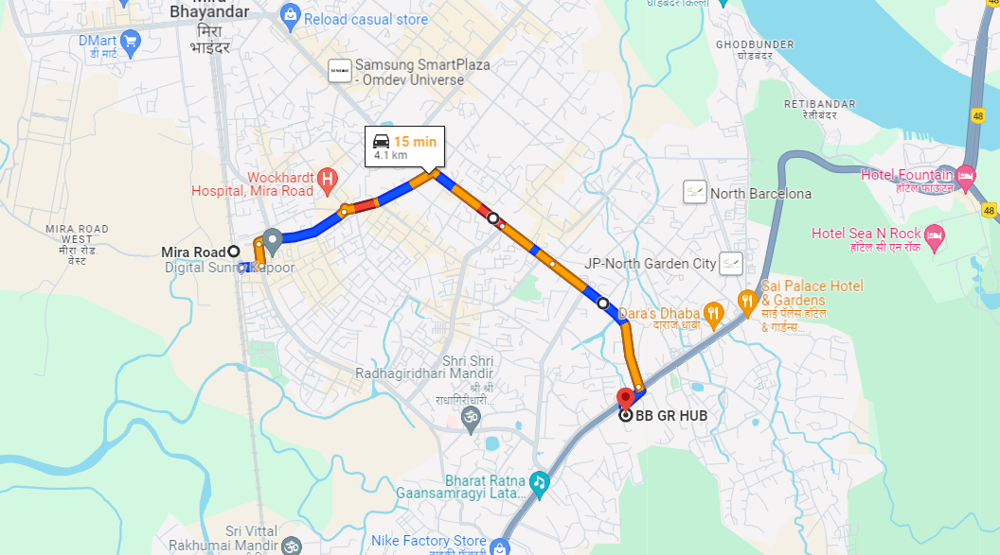 Mira
Bhayandar
मिरा
भाइंदर
Reload casual store
DMart
डी मार्ट
घोडबंदर किल्ला
48
GHODBUNDER
घोडबंदर
Samsung SmartPlaza
- Omdev Universe
RETIBANDAR
रेतीबंदर
48
15 min
4.1 km
Wockhardt
Hospital, Mira Road
H
Hotel Fountain
हॉटेल फाऊंटन
North Barcelona
48
MIRA ROAD
WEST
मीरा रोड
वेस्ट
Hotel Sea N Rock
हॉटेल सी एन रॉक
Mira Road
Digital Sunny Kapoor
JP-North Garden City
Sai Palace Hotel
& Gardens
साई पॅलेस हॉटेल
& गार्डन्स...
Dara's Dhaba
दाराज धाबा
Shri Shri
Radhagiridhari Mandir
श्री श्री
राधागिरीधारी...
BB GR HUB
Bharat Ratna
Gaansamragyi Lata...
Sri Vittal
Rakhumai Mandir
Nike Factory Store